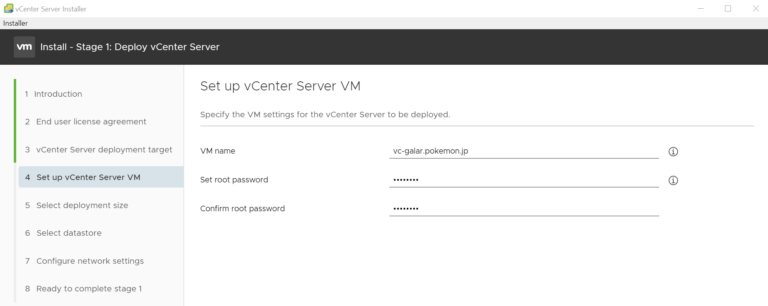 vCenter Server Installer
Installer
vm Install - Stage 1: Deploy vCenter Server
1 Introduction
2 End user license agreement
3 vCenter Server deployment target
4 Set up vCenter Server VM
5 Select deployment size
6 Select datastore
7 Configure network settings
8 Ready to complete stage 1
Set up vCenter Server VM
Specify the VM settings for the vCenter Server to be deployed.
VM name vc-galar.pokemon.jp
Set root password ••••••••
Confirm root password ••••••••